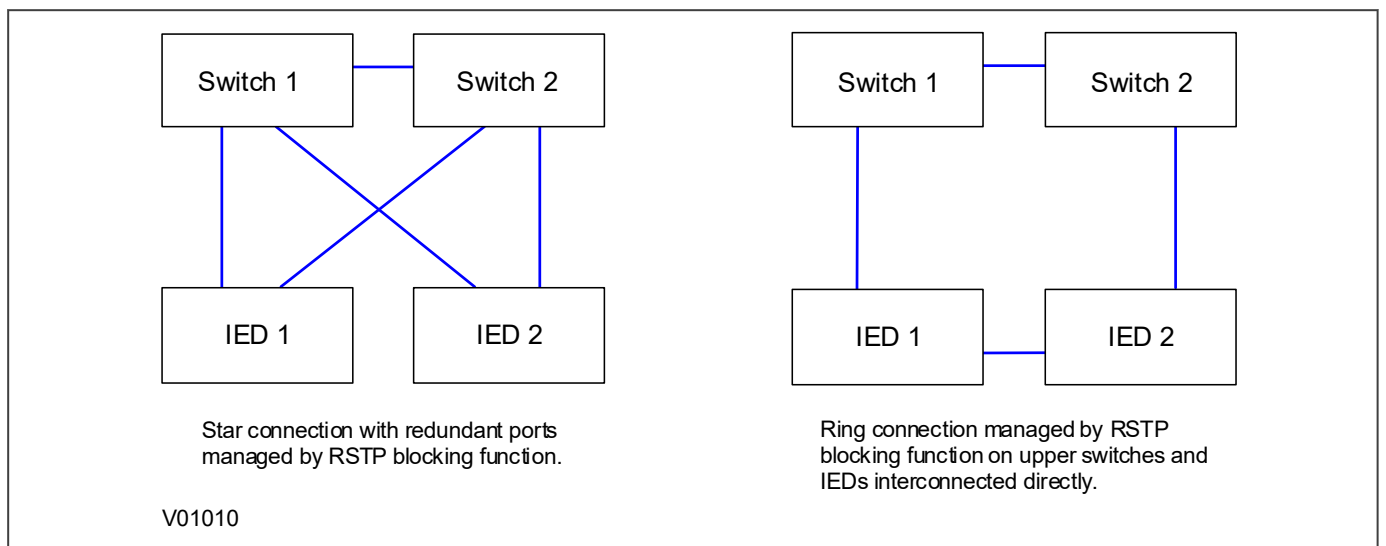 Switch 1
Switch 2
IED 1
IED 2
Star connection with redundant ports
managed by RSTP blocking function.
Switch 1
Switch 2
IED 1
IED 2
Ring connection managed by RSTP
blocking function on upper switches and
IEDs interconnected directly.
V01010